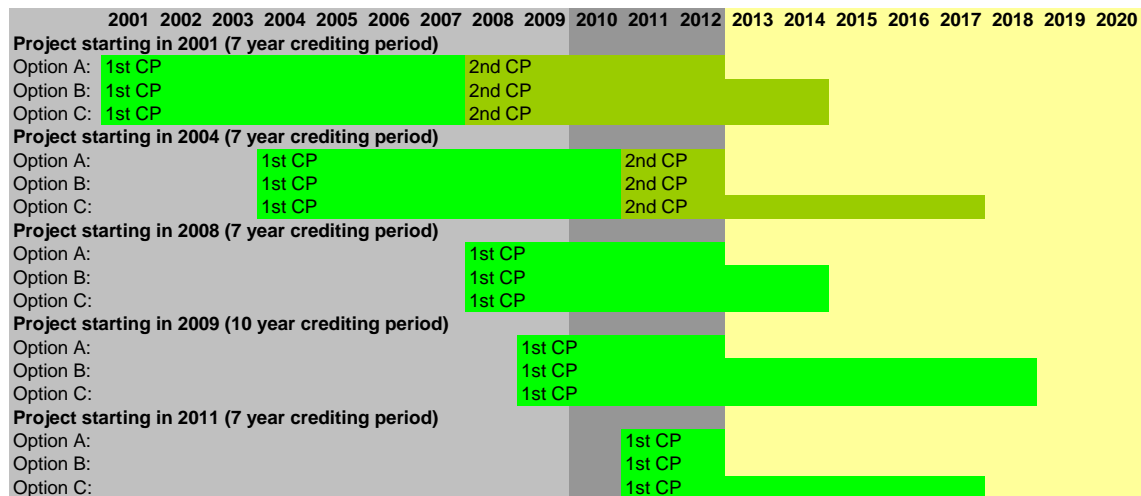 2001 2002 2003 2004 2005 2006 2007 2008 2009 2010 2011 2012 2013 2014 2015 2016 2017 2018 2019 2020
Project starting in 2001 (7 year crediting period)
Option A: 1st CP 2nd CP
Option B: 1st CP 2nd CP
Option C: 1st CP 2nd CP
Project starting in 2004 (7 year crediting period)
Option A: 1st CP 2nd CP
Option B: 1st CP 2nd CP
Option C: 1st CP 2nd CP
Project starting in 2008 (7 year crediting period)
Option A: 1st CP
Option B: 1st CP
Option C: 1st CP
Project starting in 2009 (10 year crediting period)
Option A: 1st CP
Option B: 1st CP
Option C: 1st CP
Project starting in 2011 (7 year crediting period)
Option A: 1st CP
Option B: 1st CP
Option C: 1st CP